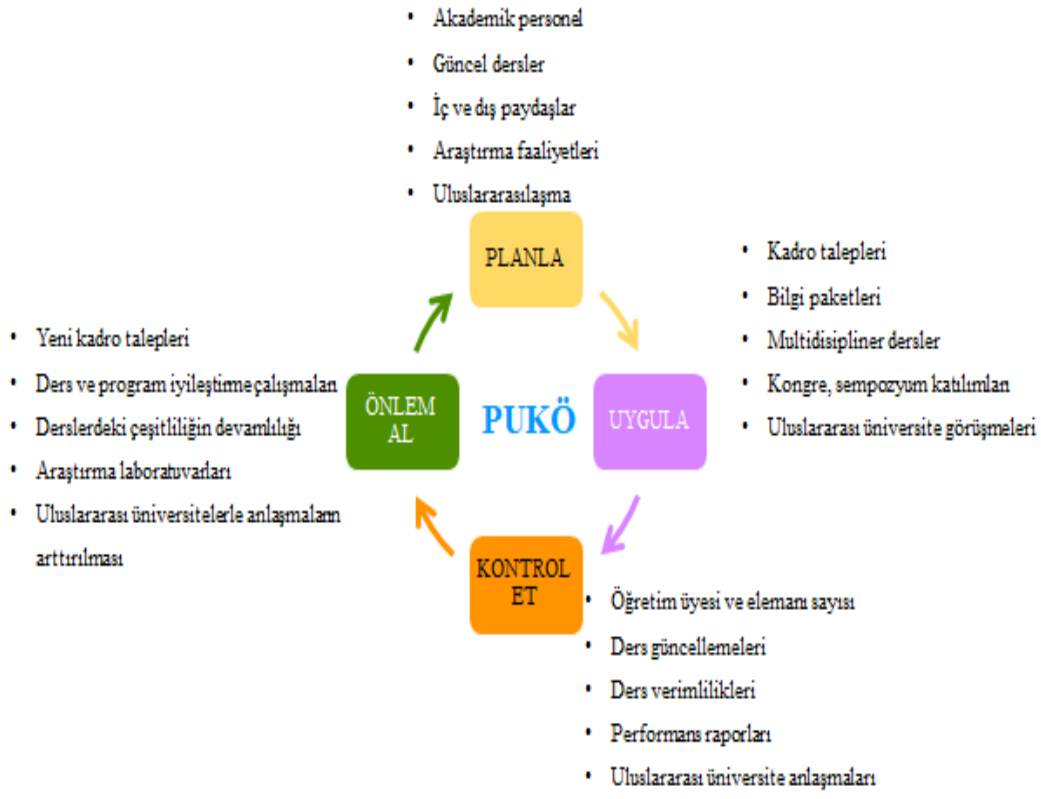 • Akademik personel
• Güncel dersler
• İç ve dış paydaşlar
• Araştırma faaliyetleri
• Uluslararasılaşma
PLANLA
• Kadro talepleri
• Bilgi paketleri
• Multidisipliner dersler
• Kongre, sempozyum katılımları
• Uluslararası üniversite görüşmeleri
UYGULA
PUKÖ
KONTROL
ET
• Öğretim üyesi ve elemanı sayısı
• Ders güncellemeleri
• Ders verimlilikleri
• Performans raporları
• Uluslararası üniversite anlaşmaları
ÖNLEM
AL
• Yeni kadro talepleri
• Ders ve program iyileştirme çalışmaları
• Derslerdeki çeşitliliğin devamlılığı
• Araştırma laboratuvarları
• Uluslararası üniversitelerle anlaşmaların
arttırılması